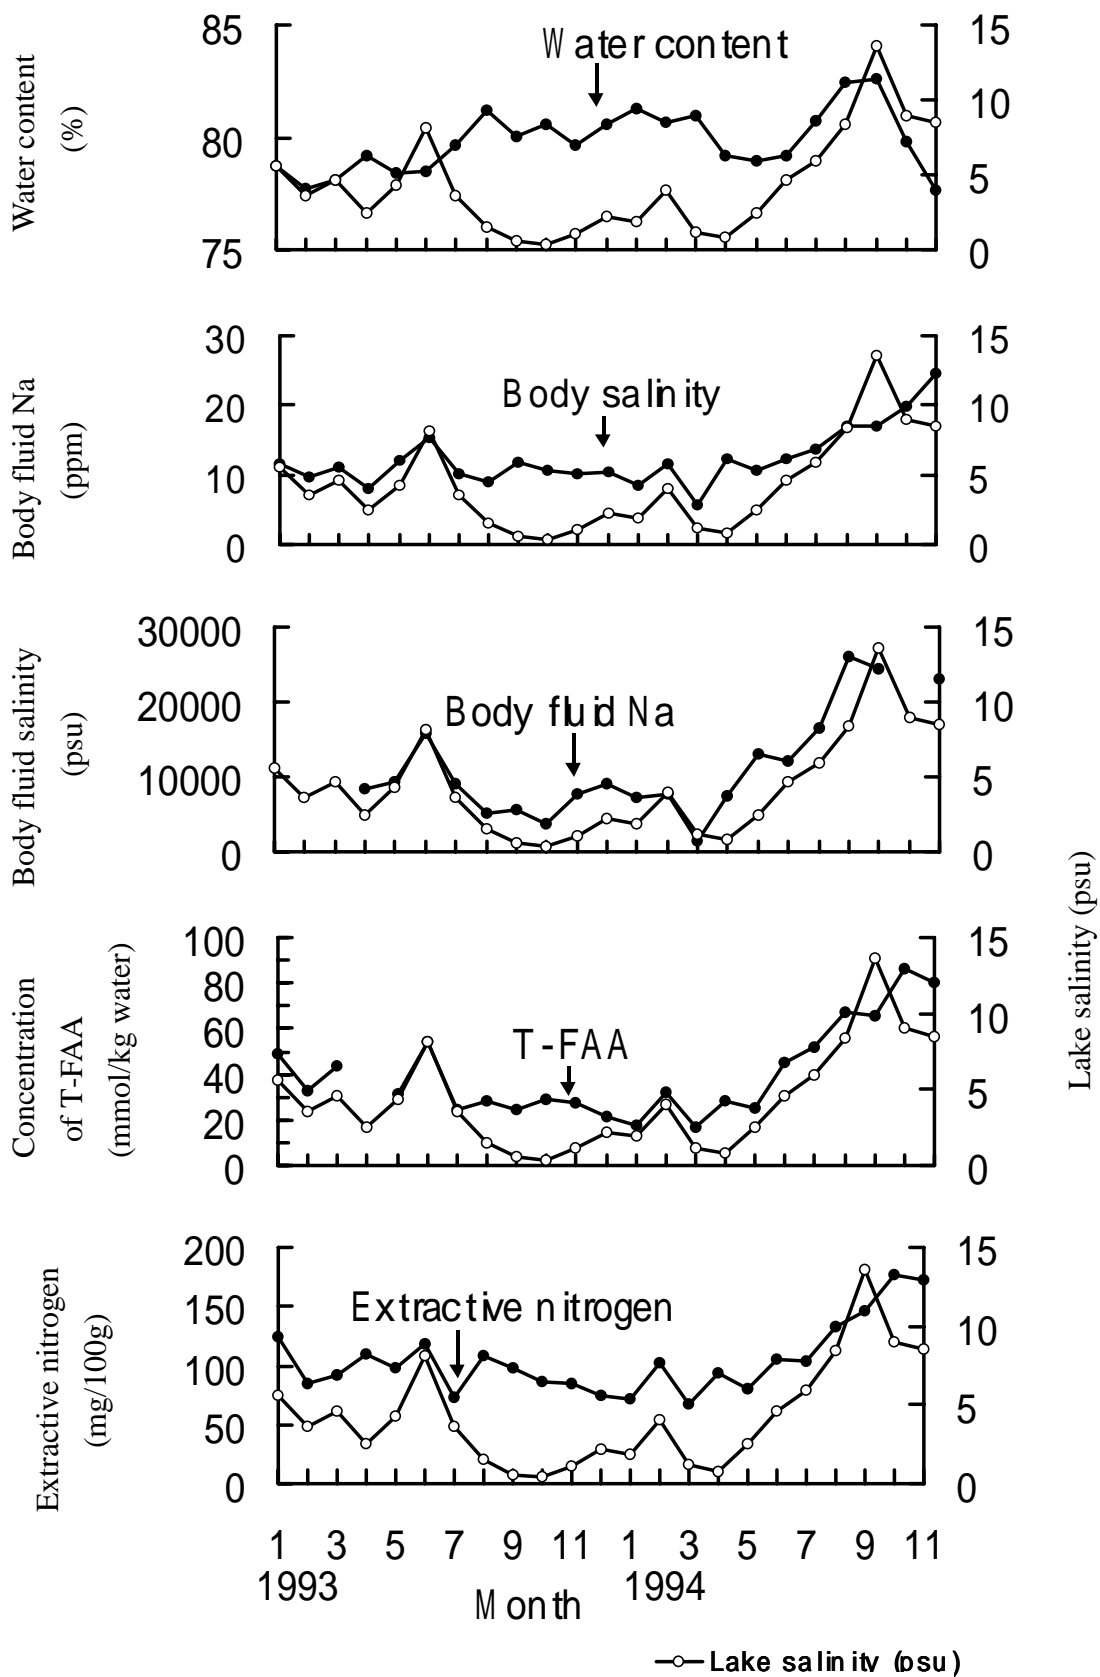 Water content
(%)
85
80
75
Water content
15
10
5
0
Body fluid Na
(ppm)
30
20
10
0
Body salinity
15
10
5
0
Body fluid salinity
(psu)
30000
20000
10000
0
Body fluid Na
15
10
5
0
Lake salinity (psu)
Concentration
of T-FAA
(mmol/kg water)
100
80
60
40
20
0
T-FAA
15
10
5
0
Extractive nitrogen
(mg/100g)
200
150
100
50
0
Extractive nitrogen
15
10
5
0
1 3 5 7 9 11 1 3 5 7 9 11
1993 1994
Month
Lake salinity (psu)